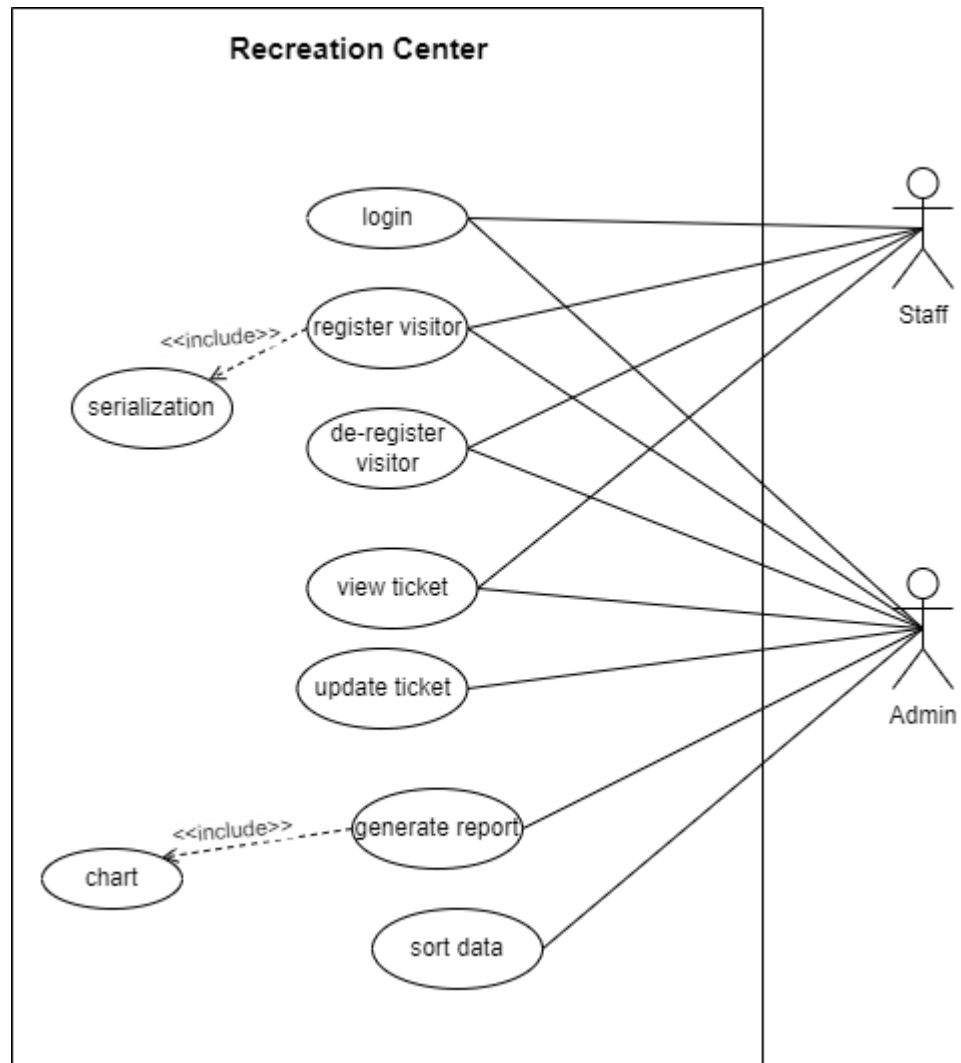 Recreation Center
login
Staff
register visitor
<<include>>
serialization
de-register
visitor
view ticket
update ticket
Admin
generate report
<<include>>
chart
sort data